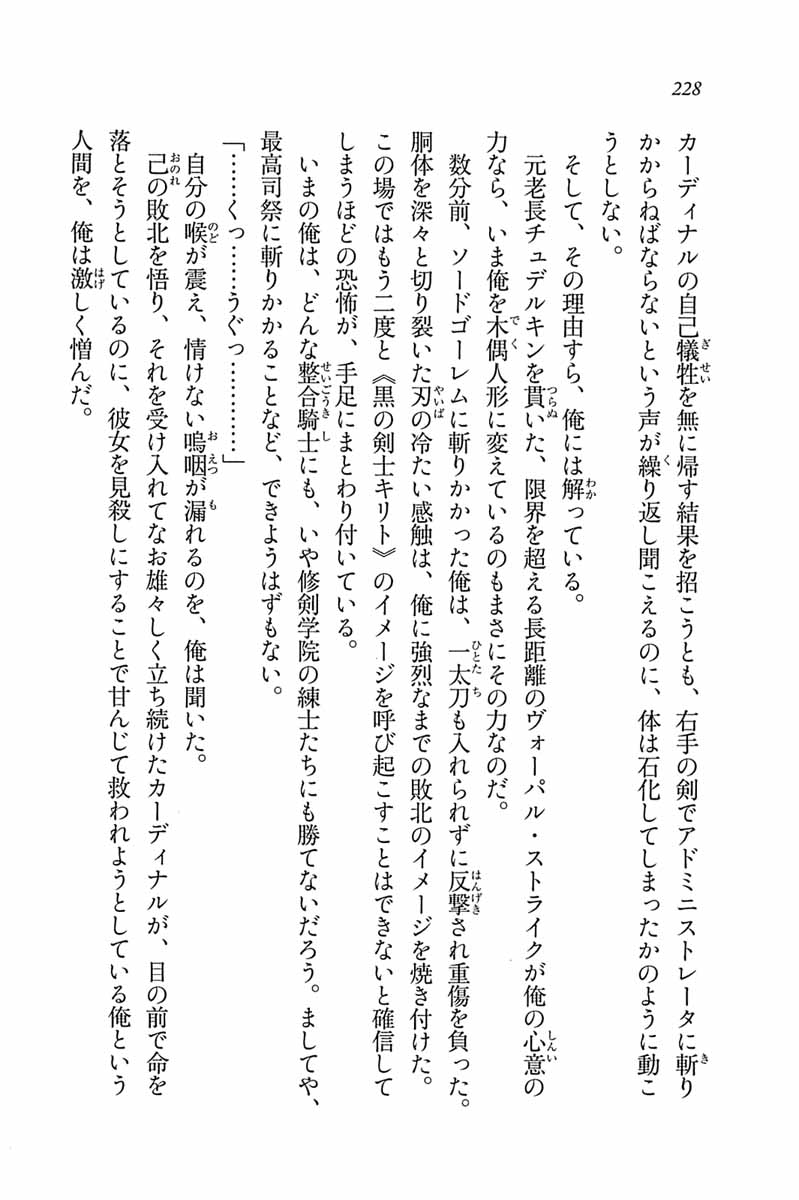 228
カーディナルの自己犠牲を無に帰す結果を招こうとも、右手の剣でアドミニストレータに斬り
かからねばならないという声が繰り返し聞こえるのに、体は石化してしまったかのように動こ
うとしない。
そして、その理由すら、俺には解っている。
元老長チュデルキンを貫いた、限界を超える長距離のヴォーパル・ストライクが俺の心意の
力なら、いま俺を木偶人形に変えているのもまさにその力なのだ。
数分前、ソードゴーレムに斬りかかった俺は、一太刀も入れられずに反撃され重傷を負った。
胴体を深々と切り裂いた刃の冷たい感触は、俺に強烈なまでの敗北のイメージを焼き付けた。
この場ではもう二度と《黒の剣士キリト》のイメージを呼び起こすことはできないと確信して
しまうほどの恐怖が、手足にまとわり付いている。
いまの俺は、どんな整合騎士にも、いや修剣学院の練士たちにも勝てないだろう。ましてや、
最高司祭に斬りかかることなど、できようはずもない。
「……くっ……うぐっ…………」
自分の喉が震え、情けない嗚咽が漏れるのを、俺は聞いた。
己の敗北を悟り、それを受け入れてなお雄々しく立ち続けたカーディナルが、目の前で命を
落とそうとしているのに、彼女を見殺しにすることで甘んじて救われようとしている俺という
人間を、俺は激しく憎んだ。